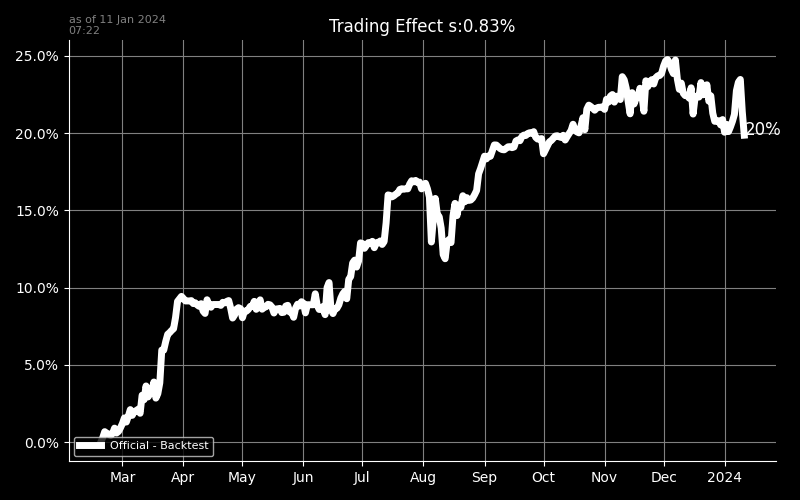 as of 11 Jan 2024
07:22
Trading Effect s:0.83%
25.0%
20.0%
15.0%
10.0%
5.0%
0.0%
20%
Official - Backtest
Mar Apr May Jun Jul Aug Sep Oct Nov Dec 2024